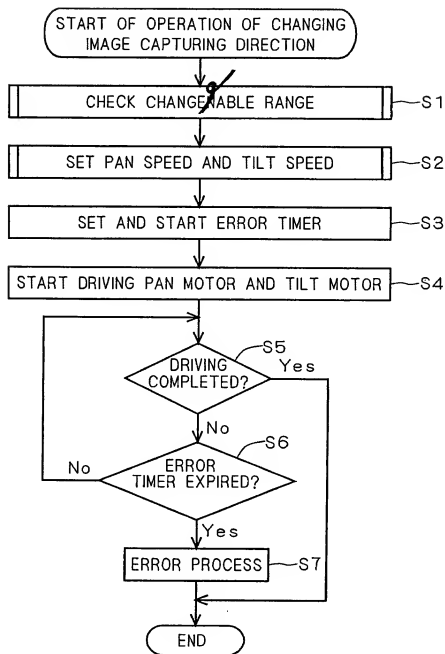 START OF OPERATION OF CHANGING
IMAGE CAPTURING DIRECTION
CHECK CHANGENABLE RANGE
S1
SET PAN SPEED AND TILT SPEED
S2
SET AND START ERROR TIMER
S3
START DRIVING PAN MOTOR AND TILT MOTOR
S4
S5
DRIVING
COMPLETED?
Yes
No
S6
ERROR
TIMER EXPIRED?
No
Yes
ERROR PROCESS
S7
END